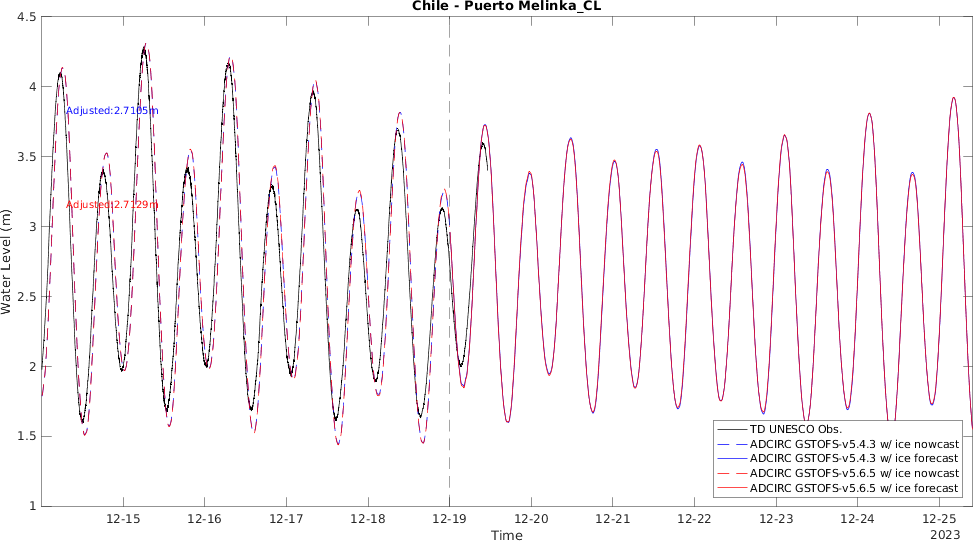 Chile - Puerto Melinka_CL
Water Level (m)
4.5
4
3.5
3
2.5
2
1.5
1
Adjusted:2.7105m
Adjusted:2.7129m
TD UNESCO Obs.
ADCIRC GSTOFS-v5.4.3 w/ ice nowcast
ADCIRC GSTOFS-v5.4.3 w/ ice forecast
ADCIRC GSTOFS-v5.6.5 w/ ice nowcast
ADCIRC GSTOFS-v5.6.5 w/ ice forecast
12-15 12-16 12-17 12-18 12-19 12-20 12-21 12-22 12-23 12-24 12-25
Time
2023